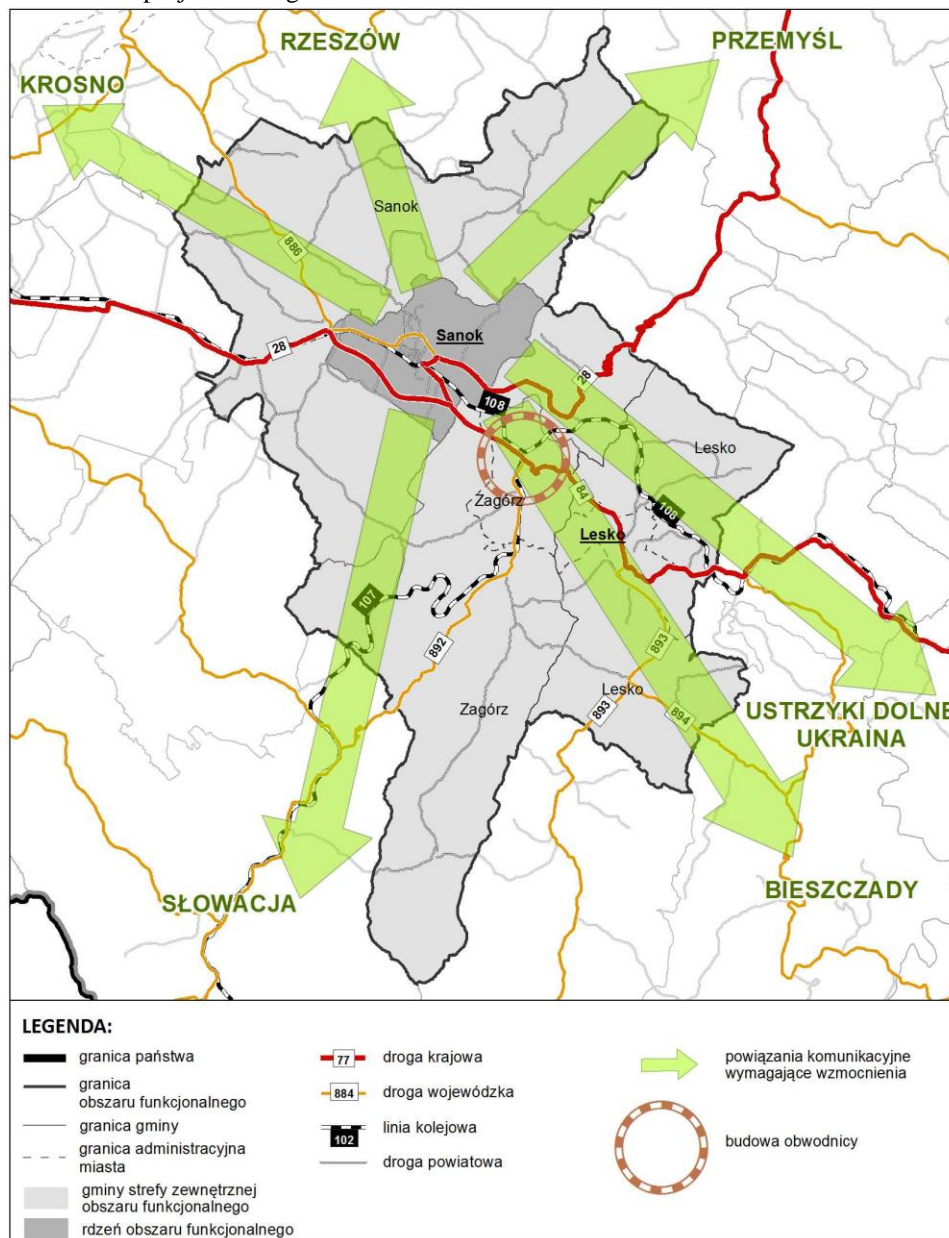 RZESZÓW
PRZEMYŚL
KROSNO
Sanok
886
Sanok
28
28
108
Lesko
Zagórz
84
108
Lesko
107
892
893
Lesko
Zagórz
893
894
USTRZYKI DOLNE
UKRAINA
SŁOWACJA
BIESZCZADY
LEGENDA:
granica państwa
granica
obszaru funkcjonalnego
granica gminy
granica administracyjna
miasta
gminy strefy zewnętrznej
obszaru funkcjonalnego
rdzeń obszaru funkcjonalnego
77 droga krajowa
884 droga wojewódzka
102 linia kolejowa
droga powiatowa
powiązania komunikacyjne
wymagające wzmocnienia
budowa obwodnicy